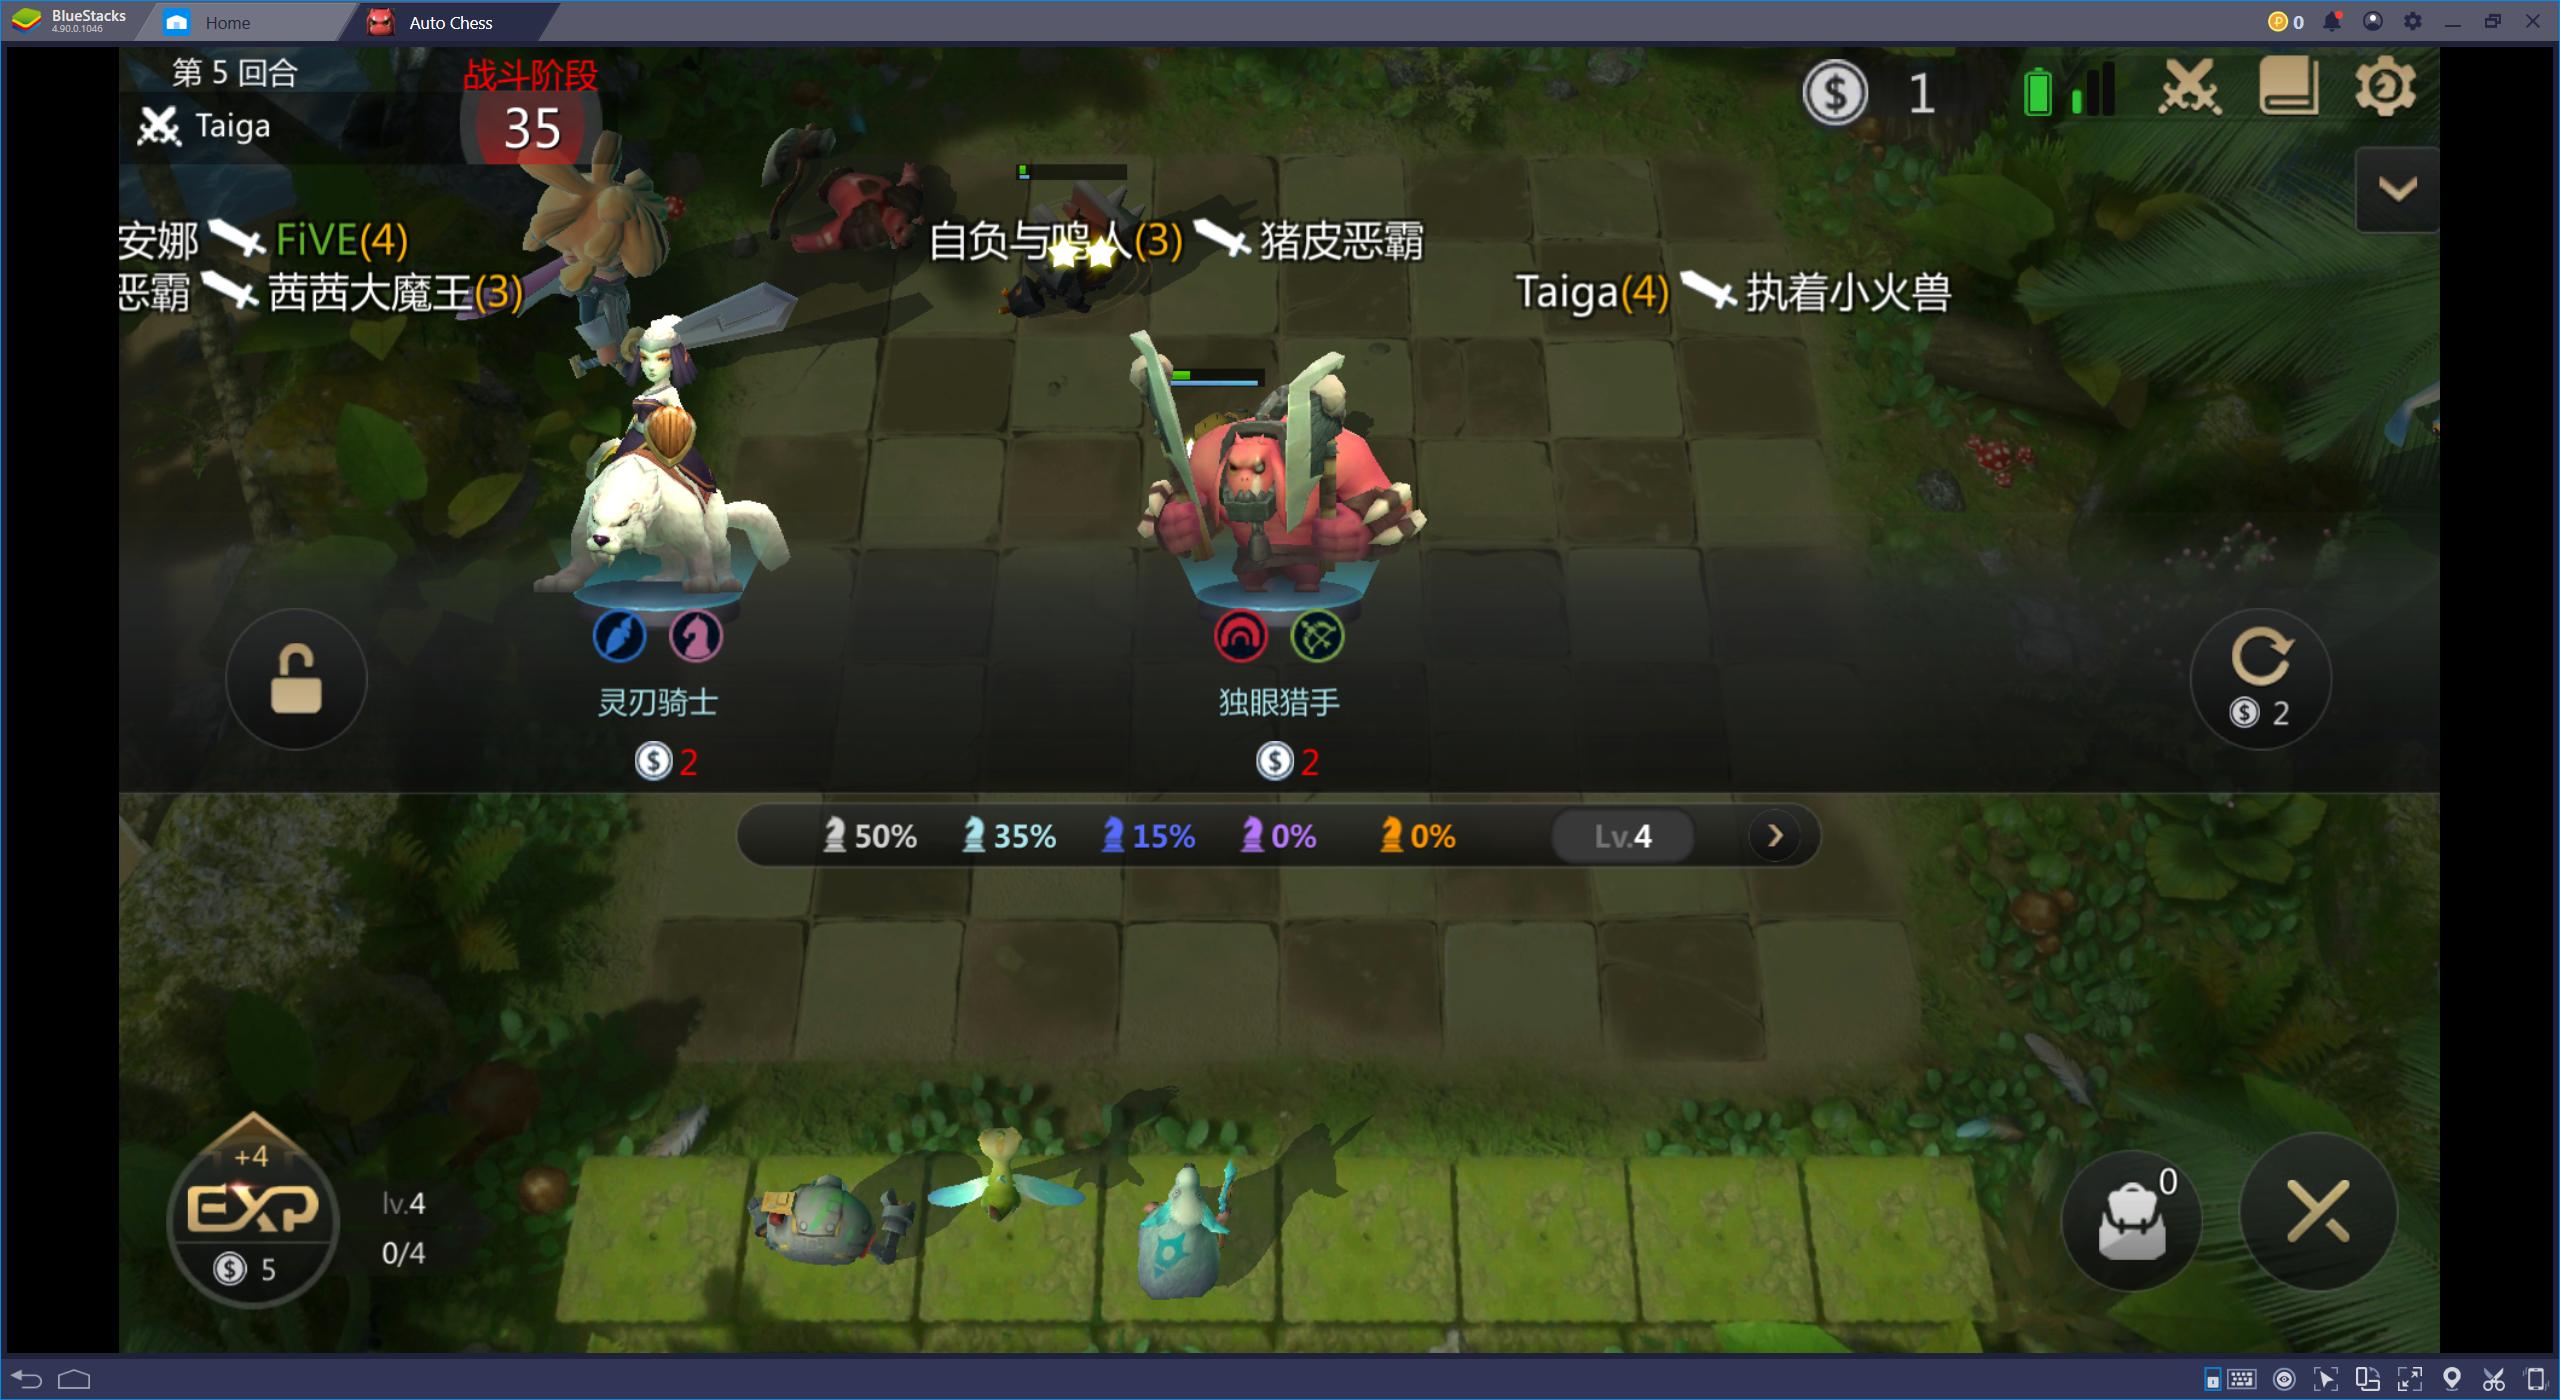 BlueStacks
4.90.0.1046
Home
Auto Chess
0
第 5 回合
战斗阶段
Taiga
35
1
安娜 FiVE(4)
恶霸 茜茜大魔王(3)
自负与鸣人(3) 猪皮恶霸
Taiga(4) 执着小火兽
灵刃骑士
2
独眼猎手
2
2
50% 35% 15% 0% 0% Lv.4
+4
EXP
5
lv.4
0/4
0